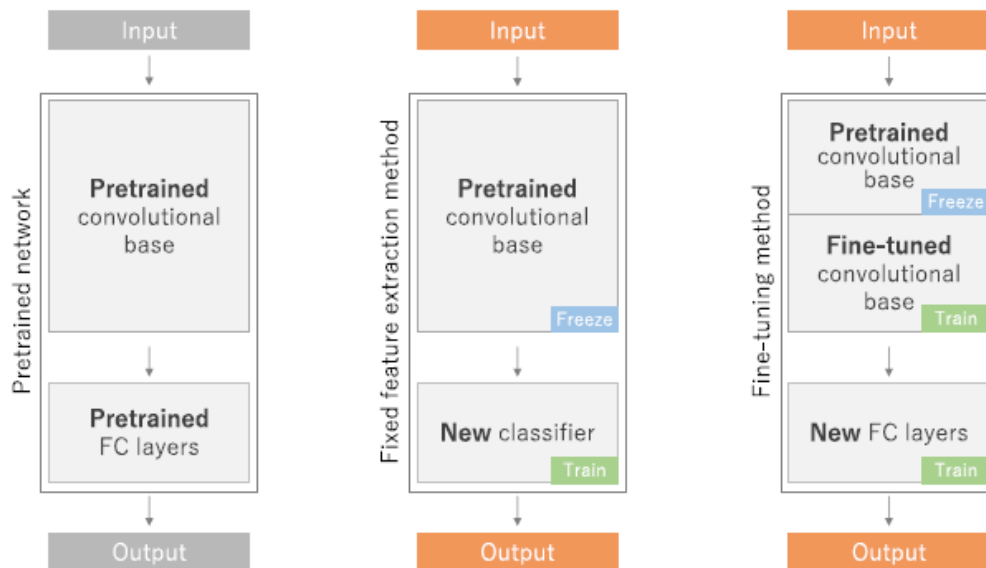 Input
Pretrained network
Pretrained
convolutional
base
Pretrained
FC layers
Output
Input
Fixed feature extraction method
Pretrained
convolutional
base
Freeze
New classifier
Train
Output
Input
Fine-tuning method
Pretrained
convolutional
base
Freeze
Fine-tuned
convolutional
base
Train
New FC layers
Train
Output